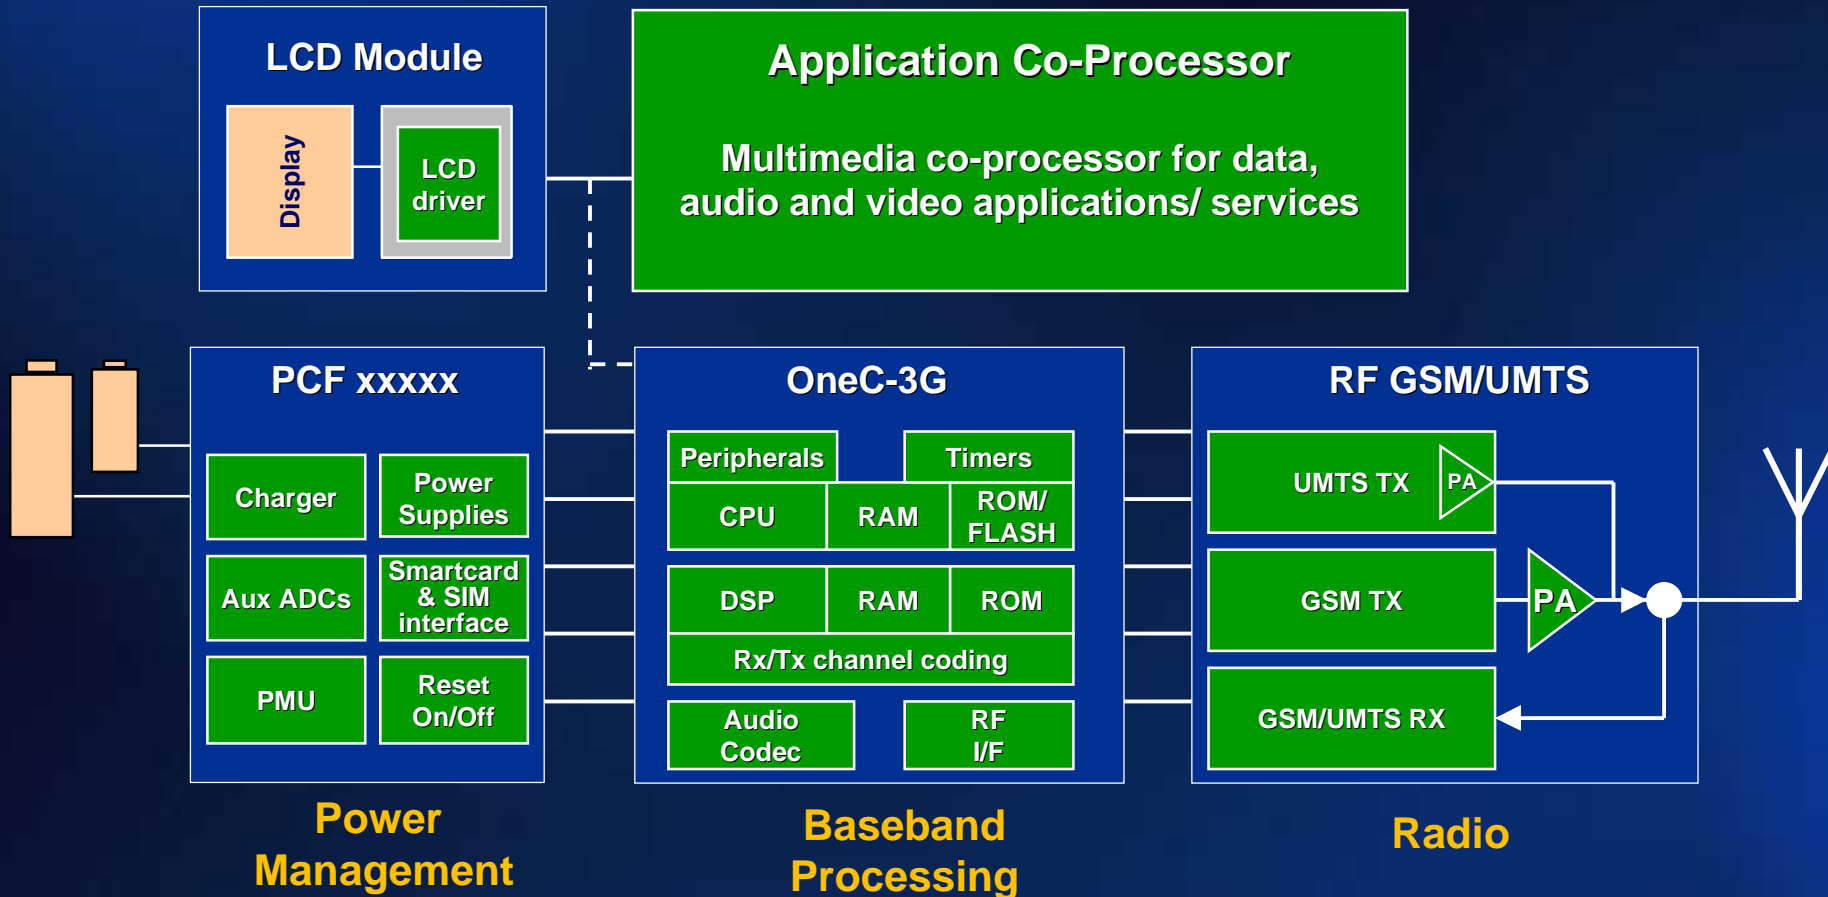 LCD Module
Display
LCD
driver
Application Co-Processor
Multimedia co-processor for data,
audio and video applications/ services
PCF xxxxx
Charger
Power
Supplies
Aux ADCs
Smartcard
& SIM
interface
PMU
Reset
On/Off
Power
Management
OneC-3G
Peripherals
Timers
CPU
RAM
ROM/
FLASH
DSP
RAM
ROM
Rx/Tx channel coding
Audio
Codec
RF
I/F
Baseband
Processing
RF GSM/UMTS
UMTS TX
PA
GSM TX
PA
GSM/UMTS RX
Radio